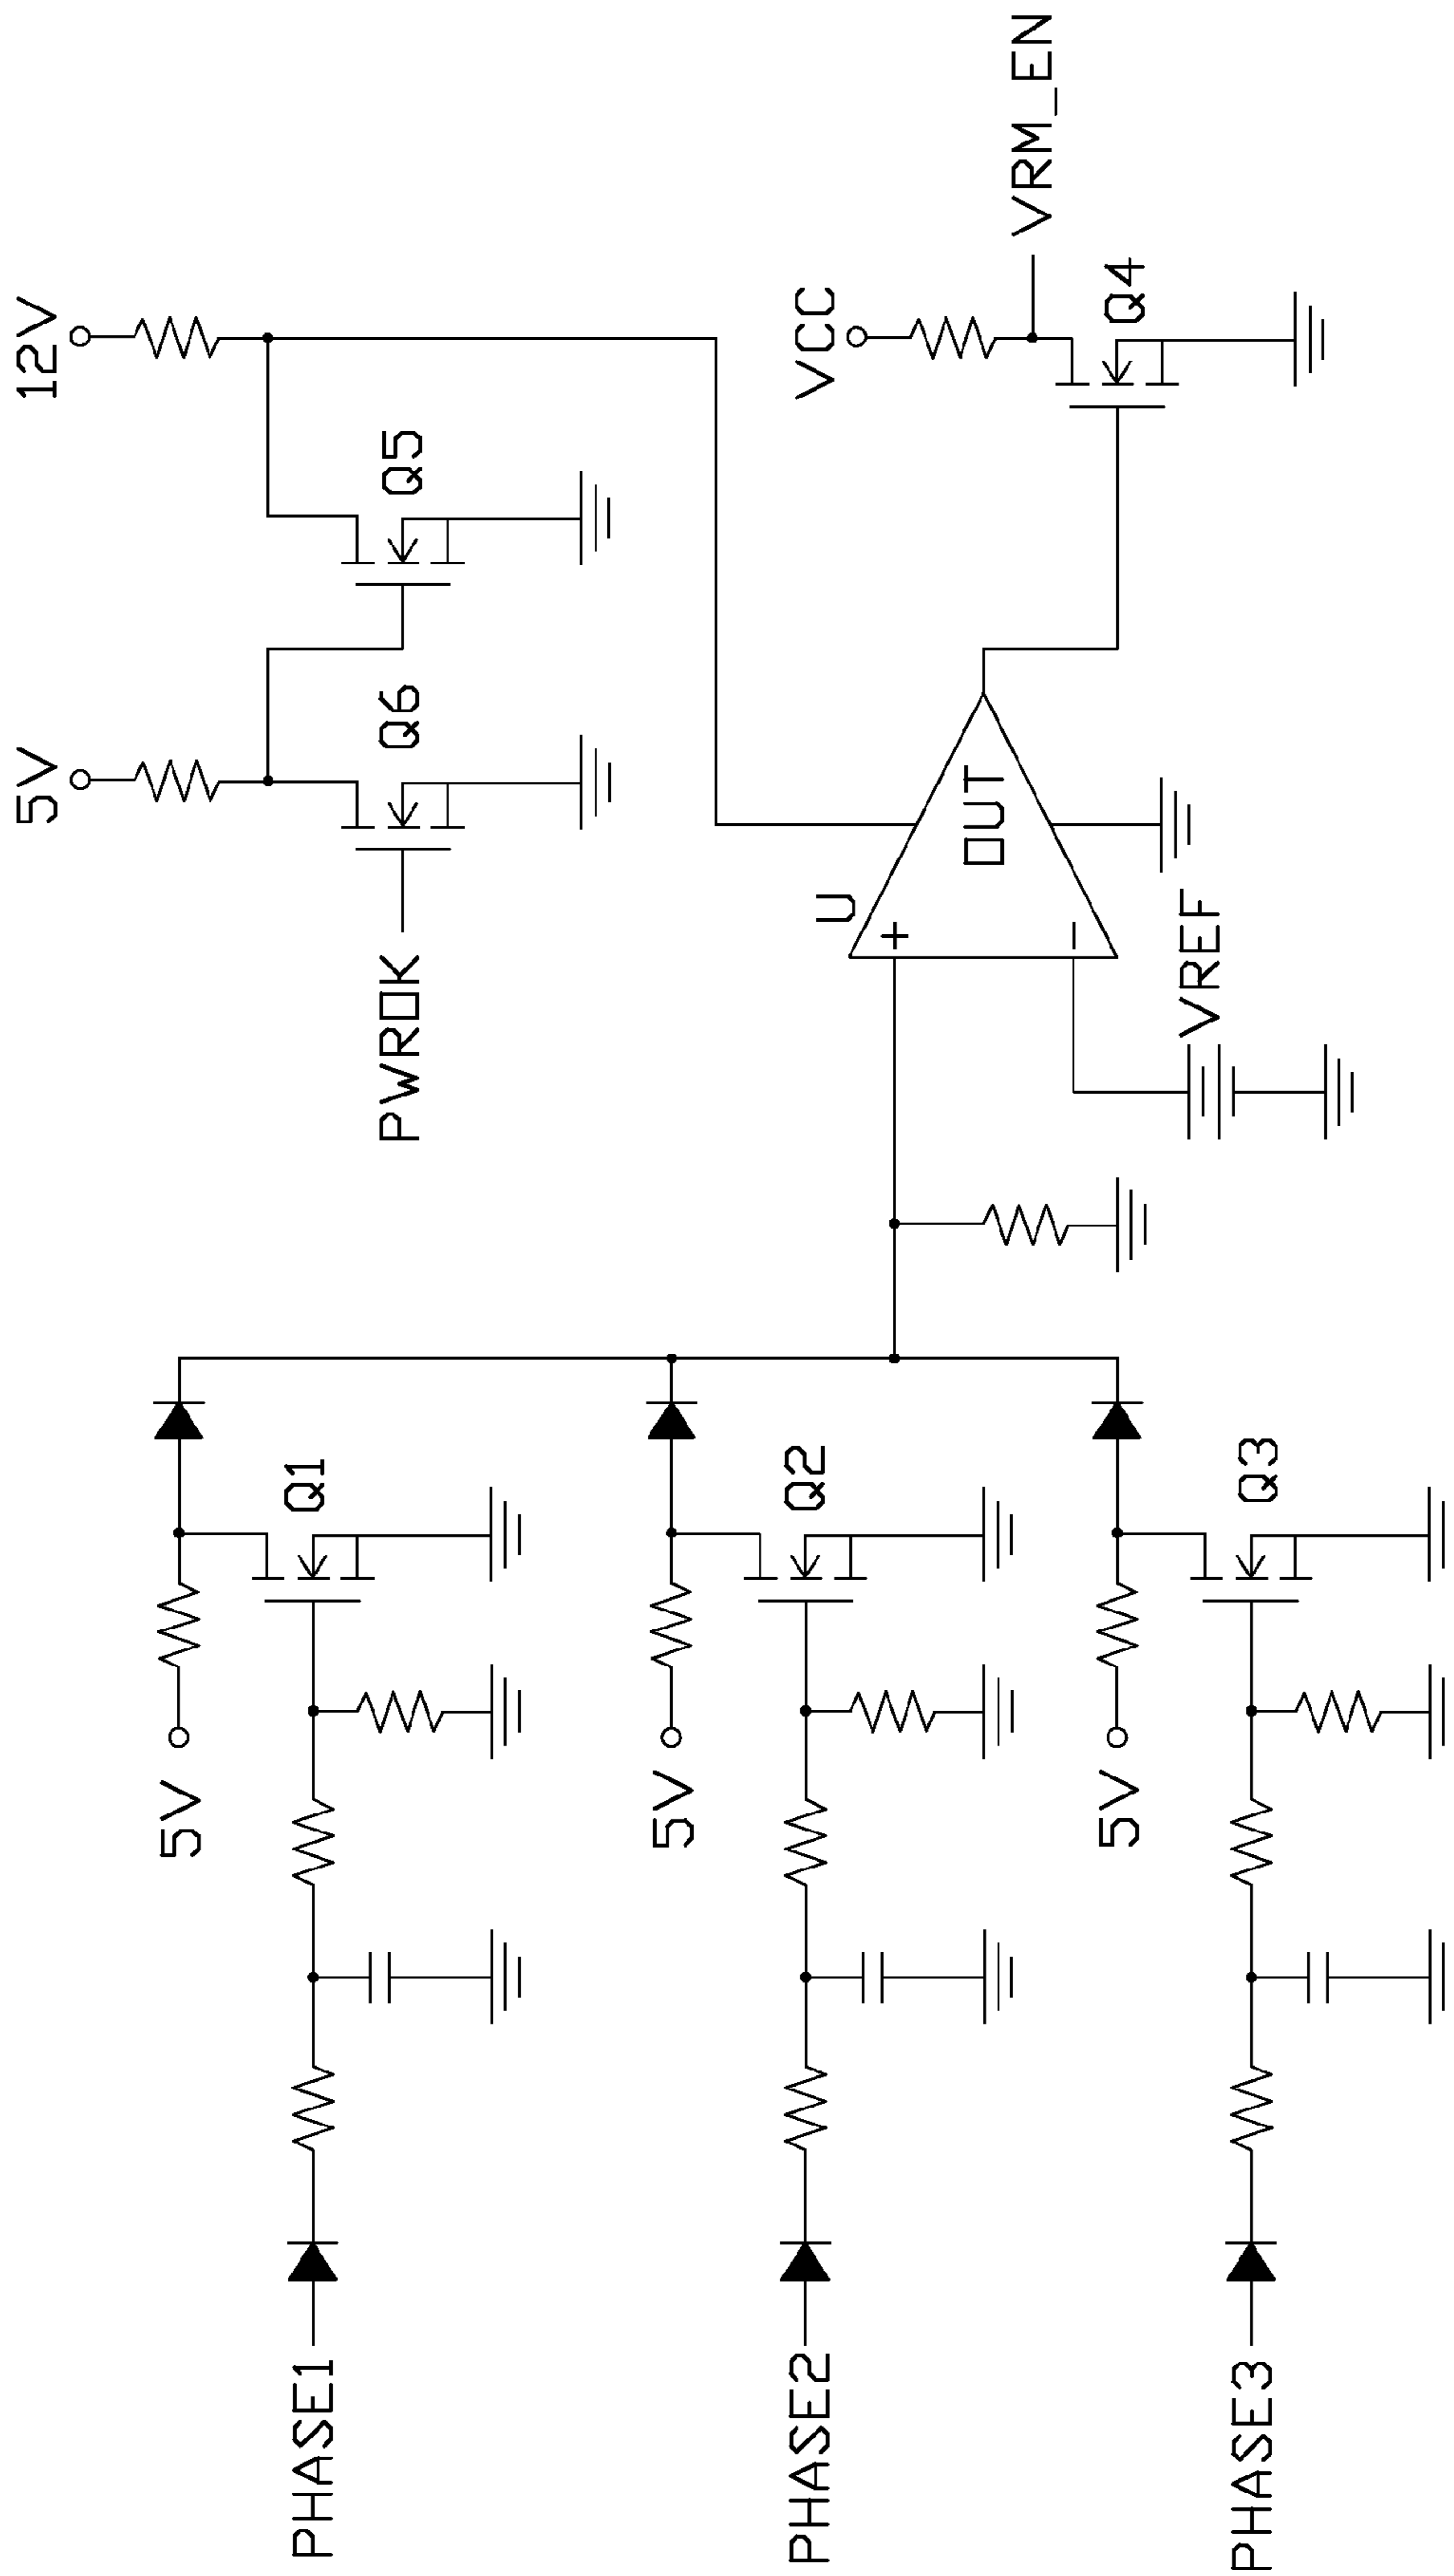 5V
12V
PWROK
Q6
Q5
5V
Q1
PHASE1
U
+
-
OUT
VCC
VRM_EN
Q4
VREF
5V
Q2
PHASE2
5V
Q3
PHASE3